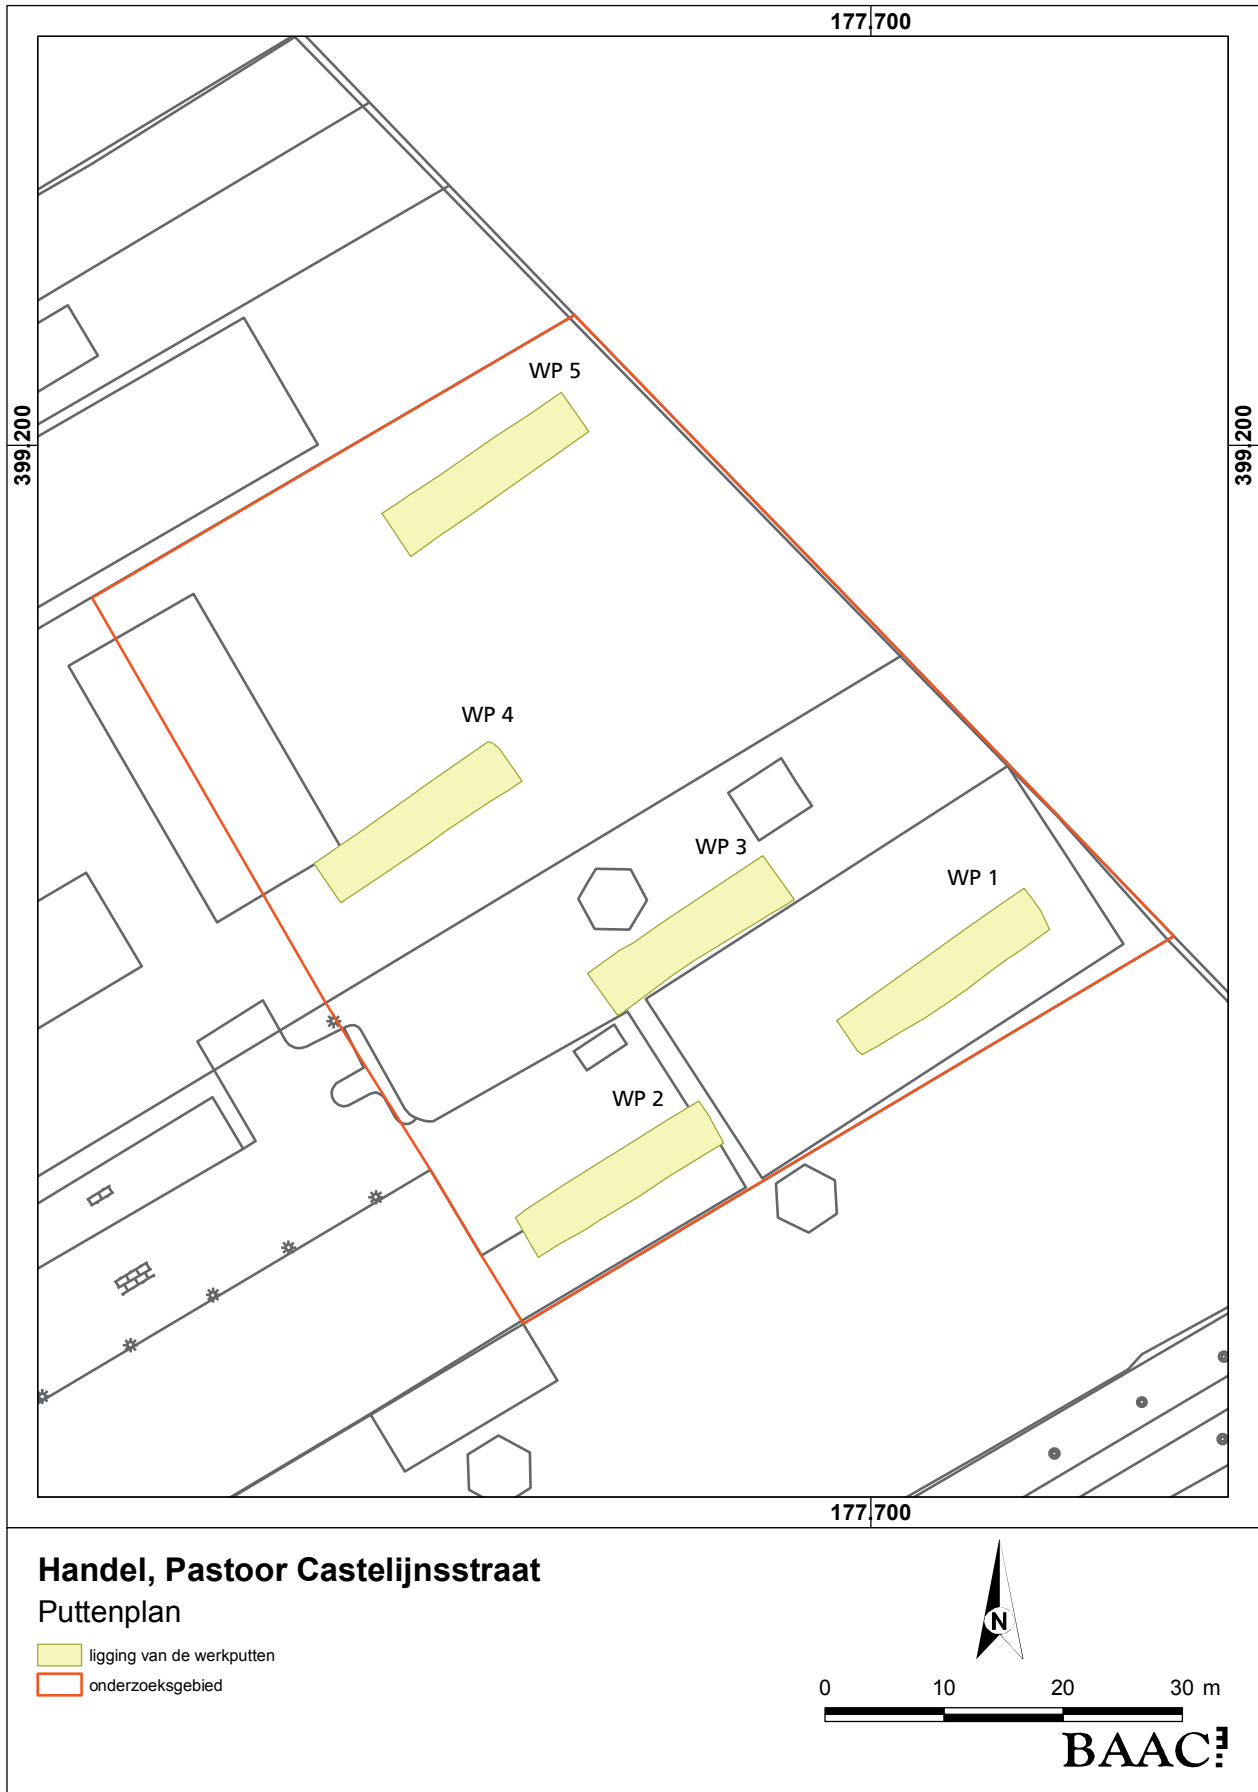 177.700
399.200
399.200
WP 5
WP 4
WP 3
WP 1
WP 2
177.700
Handel, Pastoor Castelijnsstraat
Puttenplan
ligging van de werkputten
onderzoeksgebied
N
0 10 20 30 m
BAAC